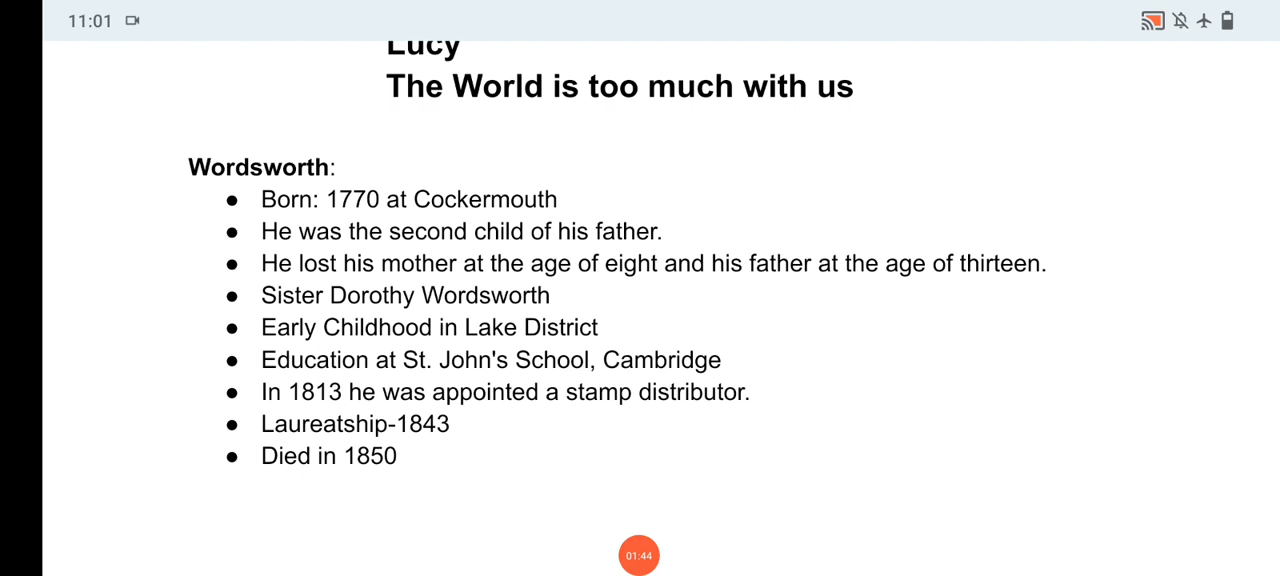 11:01
Lucy
The World is too much with us
Wordsworth:
● Born: 1770 at Cockermouth
● He was the second child of his father.
● He lost his mother at the age of eight and his father at the age of thirteen.
● Sister Dorothy Wordsworth
● Early Childhood in Lake District
● Education at St. John's School, Cambridge
● In 1813 he was appointed a stamp distributor.
● Laureatship-1843
● Died in 1850
01:44